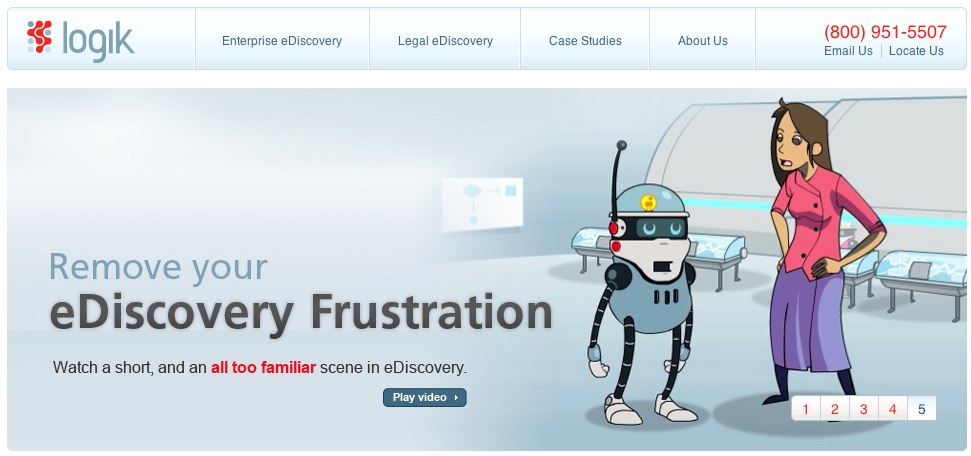 logik
Enterprise eDiscovery
Legal eDiscovery
Case Studies
About Us
(800) 951-5507
Email Us
Locate Us
Remove your
eDiscovery Frustration
Watch a short, and an all too familiar scene in eDiscovery.
Play video
1 2 3 4 5